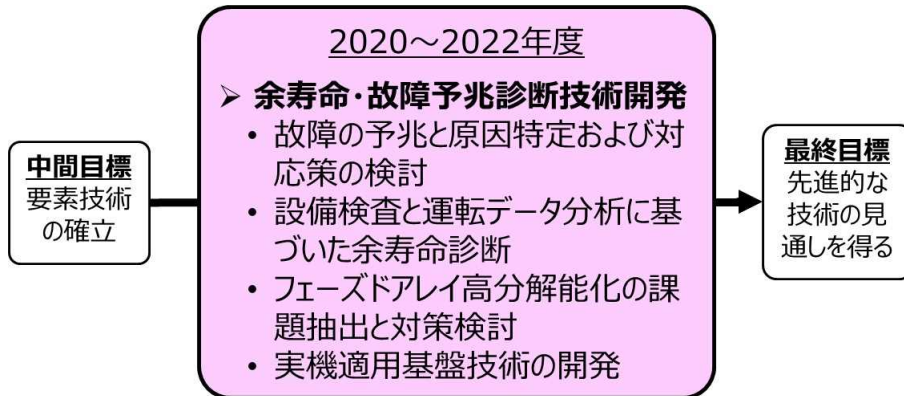 中間目標
要素技術
の確立
2020～2022年度
➢ 余寿命・故障予兆診断技術開発
• 故障の予兆と原因特定および対
応策の検討
• 設備検査と運転データ分析に基
づいた余寿命診断
• フェーズドアレイ高分解能化の課
題抽出と対策検討
• 実機適用基盤技術の開発
最終目標
先進的な
技術の見
通しを得る